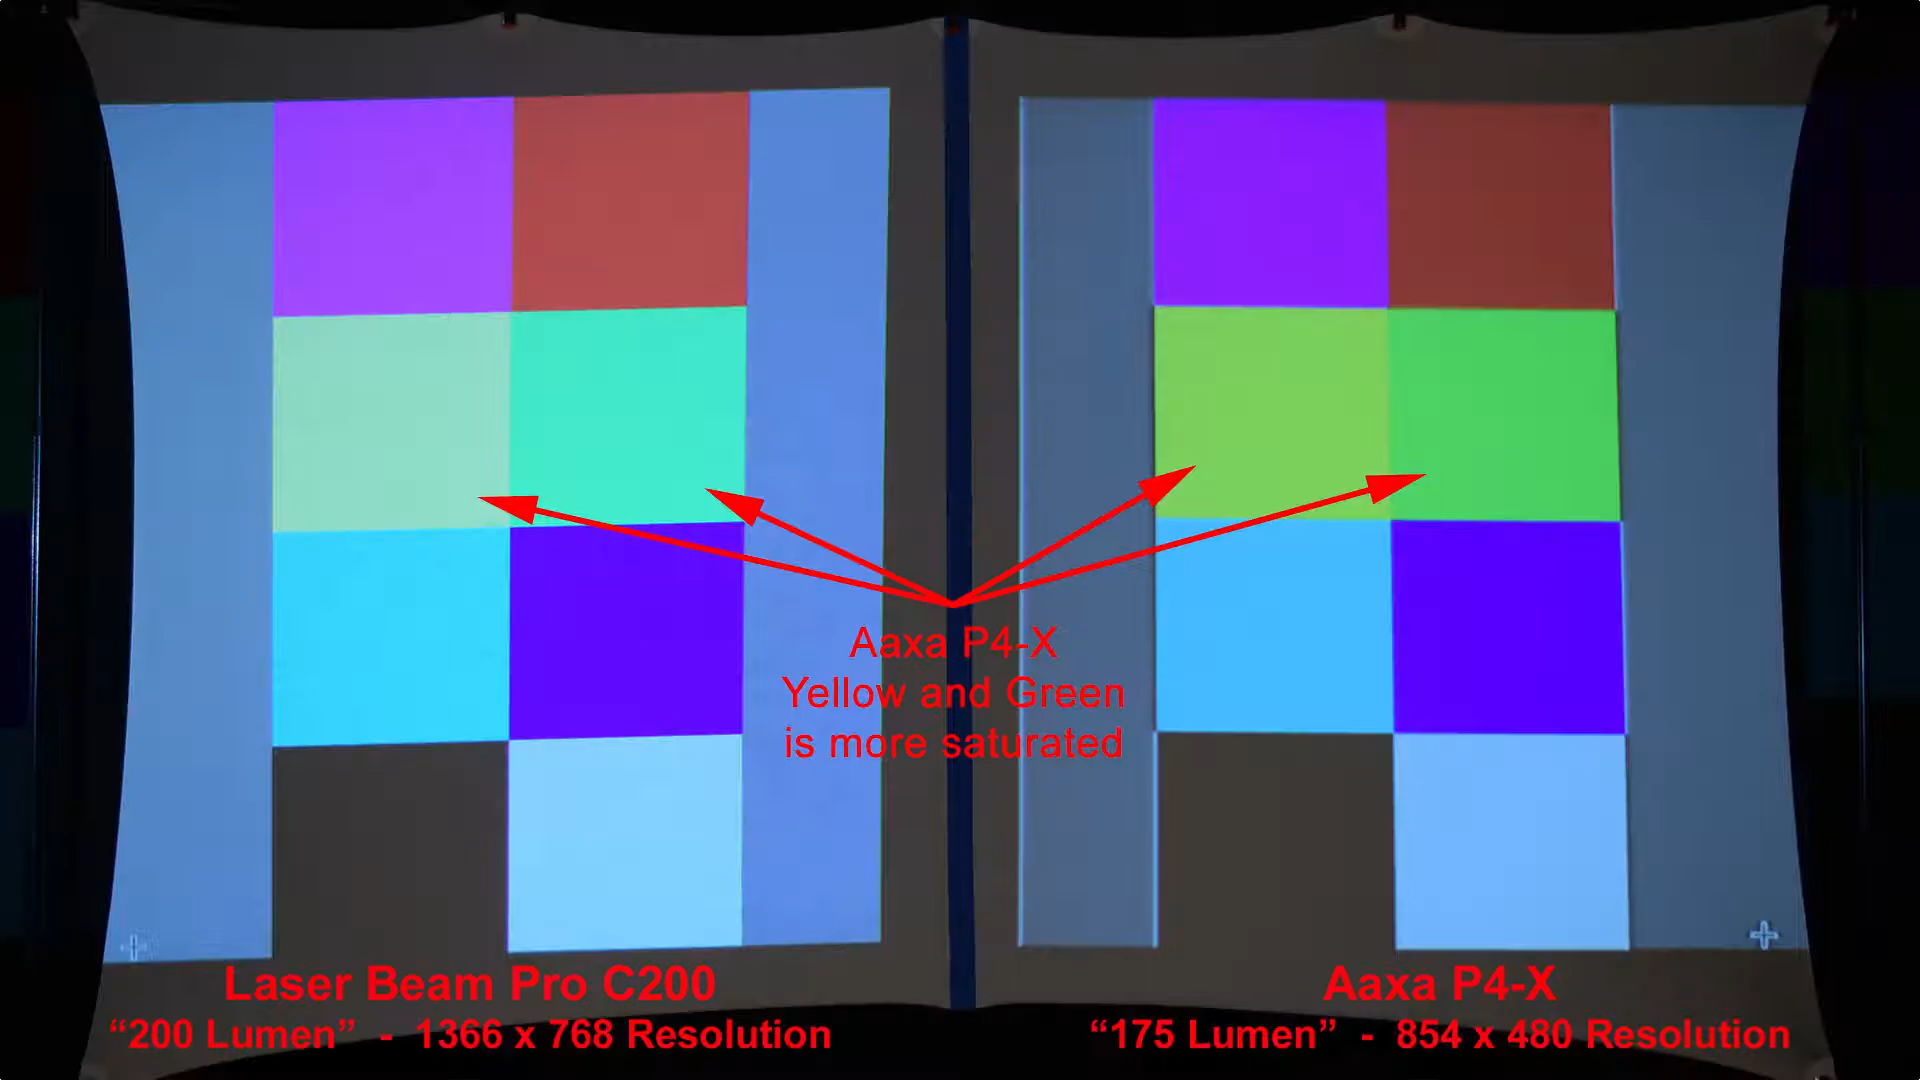 Aaxa P4-X
Yellow and Green
is more saturated
Laser Beam Pro C200
“200 Lumen” - 1366 x 768 Resolution
Aaxa P4-X
“175 Lumen” - 854 x 480 Resolution